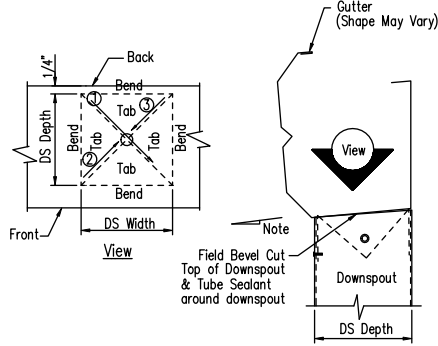 Gutter
(Shape May Vary)
Back
1/4"
Bend
1
3
Tab
DS Depth
Bend
Tab
Tab
Bend
2
Tab
Bend
View
DS Width
Front
View
Note
Field Bevel Cut
Top of Downspout
& Tube Sealant
around downspout
Downspout
DS Depth